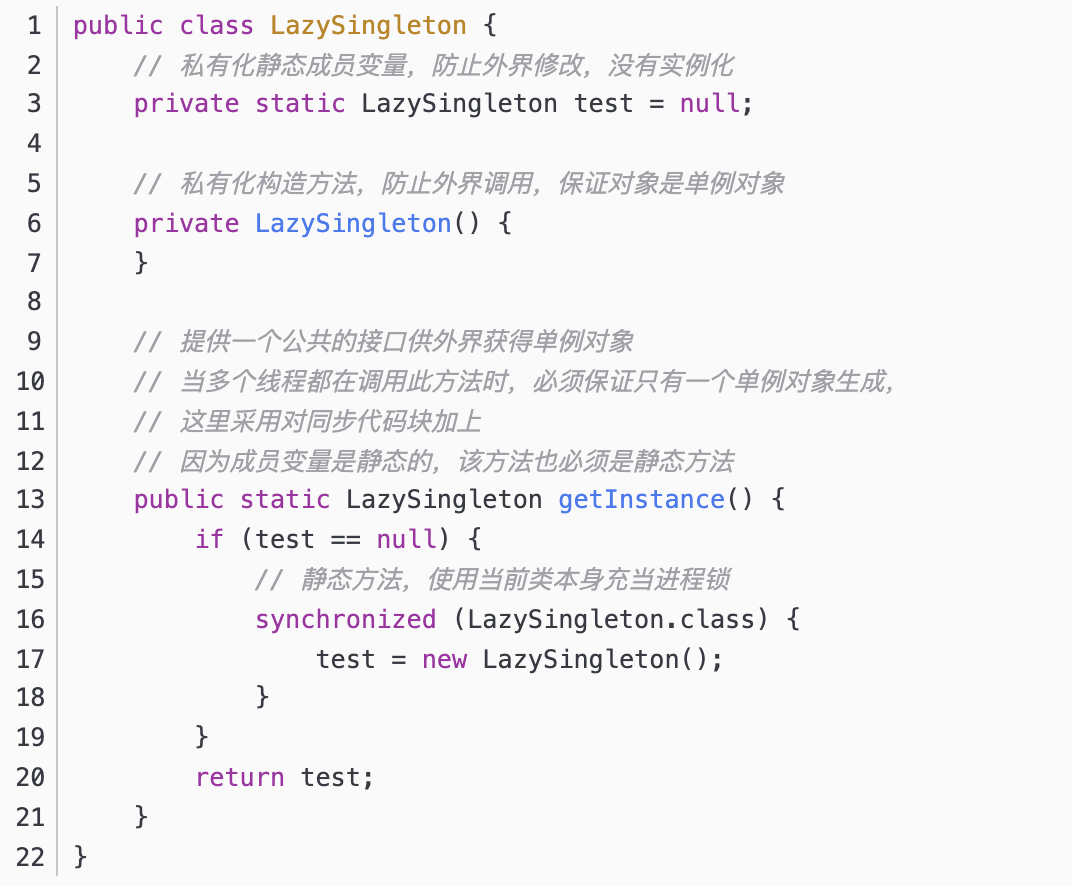 1 public class LazySingleton {
2 // 私有化静态成员变量，防止外界修改，没有实例化
3 private static LazySingleton test = null;
4
5 // 私有化构造方法，防止外界调用，保证对象是单例对象
6 private LazySingleton() {
7 }
8
9 // 提供一个公共的接口供外界获得单例对象
10 // 当多个线程都在调用此方法时，必须保证只有一个单例对象生成，
11 // 这里采用对同步代码块加上
12 // 因为成员变量是静态的，该方法也必须是静态方法
13 public static LazySingleton getInstance() {
14 if (test == null) {
15 // 静态方法，使用当前类本身充当进程锁
16 synchronized (LazySingleton.class) {
17 test = new LazySingleton();
18 }
19 }
20 return test;
21 }
22 }